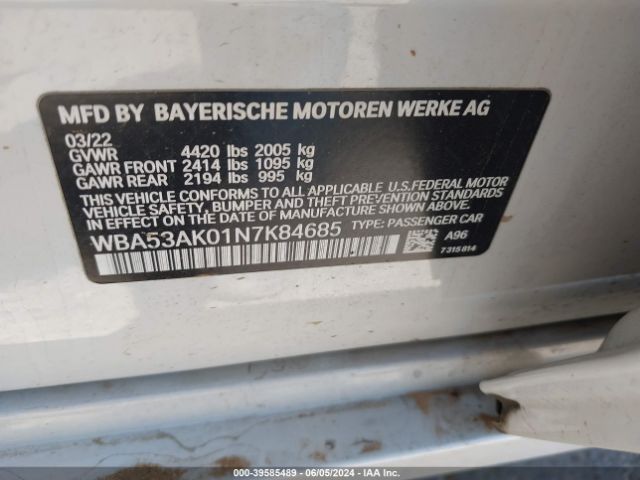 MFD BY BAYERISCHE MOTOREN WERKE AG
03/22
GVWR 4420 lbs 2005 kg
GAWR FRONT 2414 lbs 1095 kg
GAWR REAR 2194 lbs 995 kg
THIS VEHICLE CONFORMS TO ALL APPLICABLE U.S.FEDERAL MOTOR
VEHICLE SAFETY, BUMPER AND THEFT PREVENTION STANDARDS
IN EFFECT ON THE DATE OF MANUFACTURE SHOWN ABOVE.
WBA53AK01N7K84685 TYPE: PASSENGER CAR
A96
7315814
000-39585489 - 06/05/2024 - IAA Inc.